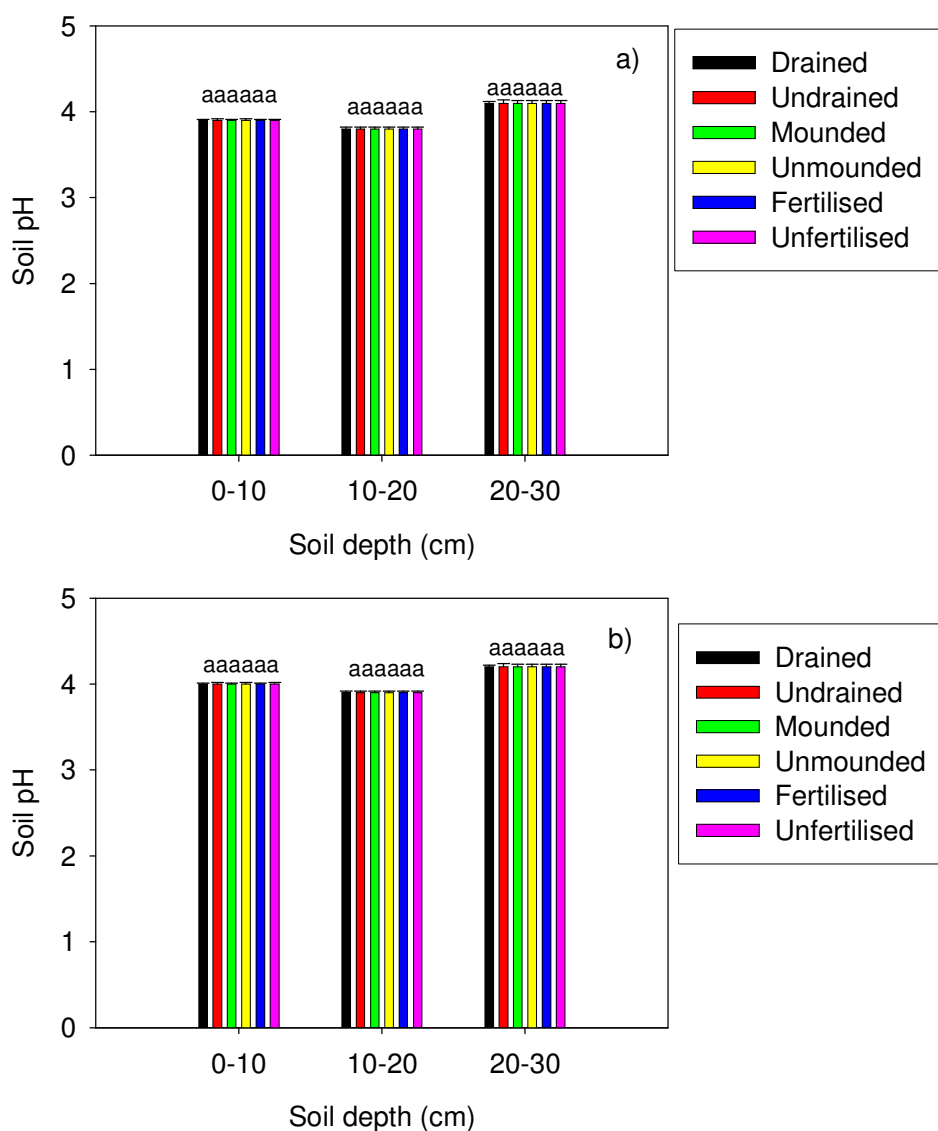 5
a)
Drained
aaaaaa aaaaaa aaaaaa
Undrained
4
Mounded
Unmounded
3
Fertilised
Unfertilised
Soil pH
2
1
0
0-10 10-20 20-30
Soil depth (cm)
5
b)
Drained
aaaaaa aaaaaa aaaaaa
Undrained
4
Mounded
Unmounded
3
Fertilised
Unfertilised
Soil pH
2
1
0
0-10 10-20 20-30
Soil depth (cm)